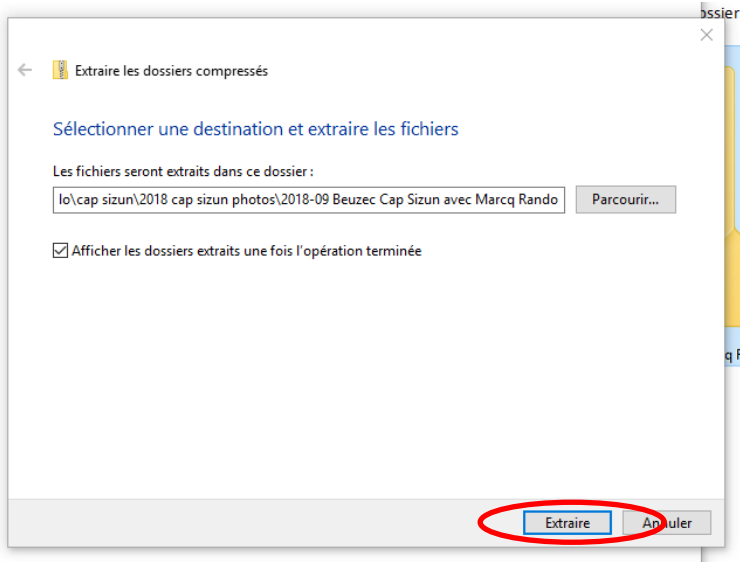 ossier
Extraire les dossiers compressés
Sélectionner une destination et extraire les fichiers
Les fichiers seront extraits dans ce dossier :
lo\cap sizun\2018 cap sizun photos\2018-09 Beuzec Cap Sizun avec Marcq Rando
Parcourir...
Afficher les dossiers extraits une fois l'opération terminée
q F
Extraire
Annuler